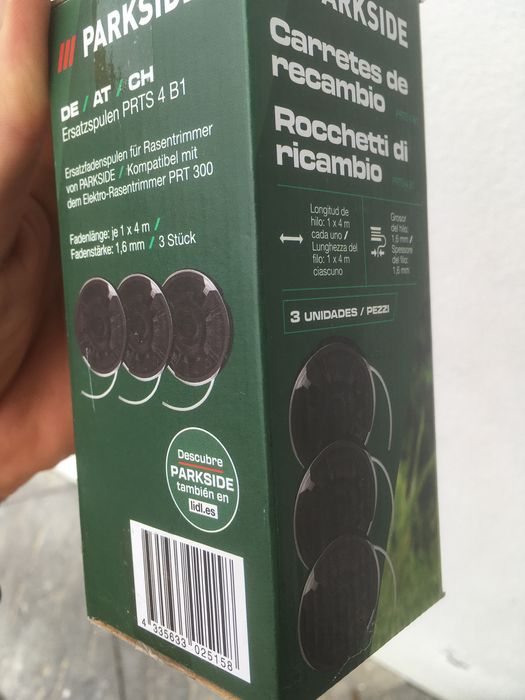 PARKSIDE
DE / AT / CH
Ersatzspulen PRTS 4 B1
Ersatzfadenspulen für Rasentrimmer
von PARKSIDE / Kompatibel mit
dem Elektro-Rasentrimmer PRT 300
Fadenlänge: je 1 x 4 m /
Fadenstärke: 1,6 mm / 3 Stück
Descubre
PARKSIDE
también en
lidl.es
4 335633 025158
PARKSIDE
Carretes de
recambio
Rocchetti di
ricambio
Longitud de
hilo: 1 x 4 m
cada uno /
Lunghezza del
filo: 1 x 4 m
ciascuno
Grosor
del hilo:
1,6 mm /
Spessore
del filo:
1,6 mm
3 UNIDADES / PEZZI